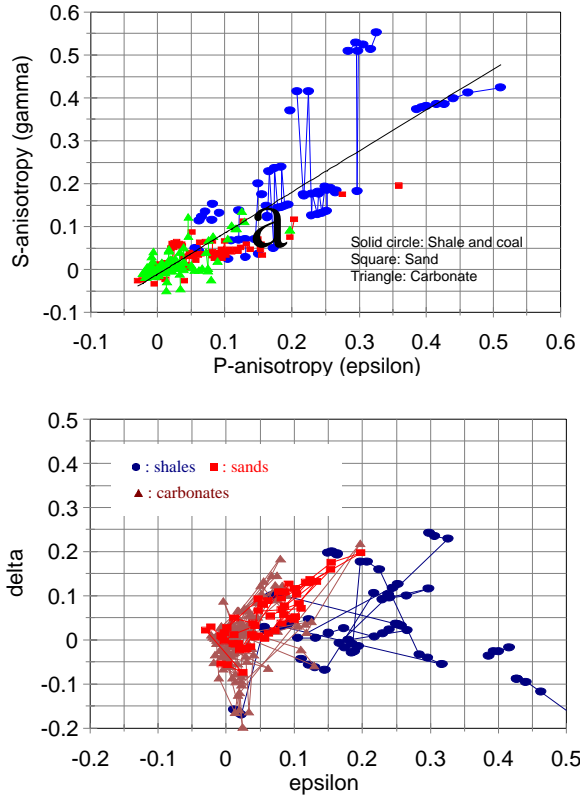 0.6
0.5
0.4
0.3
0.2
0.1
0
-0.1
S-anisotropy (gamma)
a
Solid circle: Shale and coal
Square: Sand
Triangle: Carbonate
-0.1 0 0.1 0.2 0.3 0.4 0.5 0.6
P-anisotropy (epsilon)
0.5
0.4
0.3
0.2
0.1
0
-0.1
-0.2
delta
: shales : sands
: carbonates
-0.2 -0.1 0 0.1 0.2 0.3 0.4 0.5
epsilon